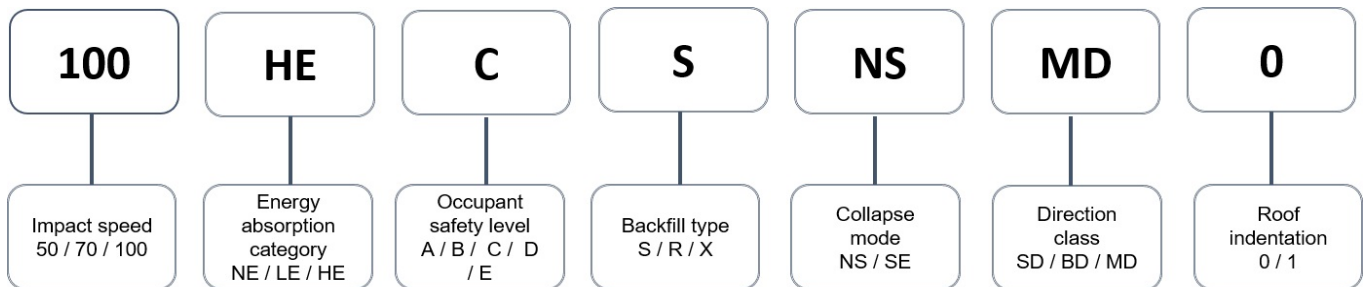 100
HE
C
S
NS
MD
0
Impact speed
50 / 70 / 100
Energy
absorption
category
NE / LE / HE
Occupant
safety level
A / B / C / D
/ E
Backfill type
S / R / X
Collapse
mode
NS / SE
Direction
class
SD / BD / MD
Roof
indentation
0 / 1